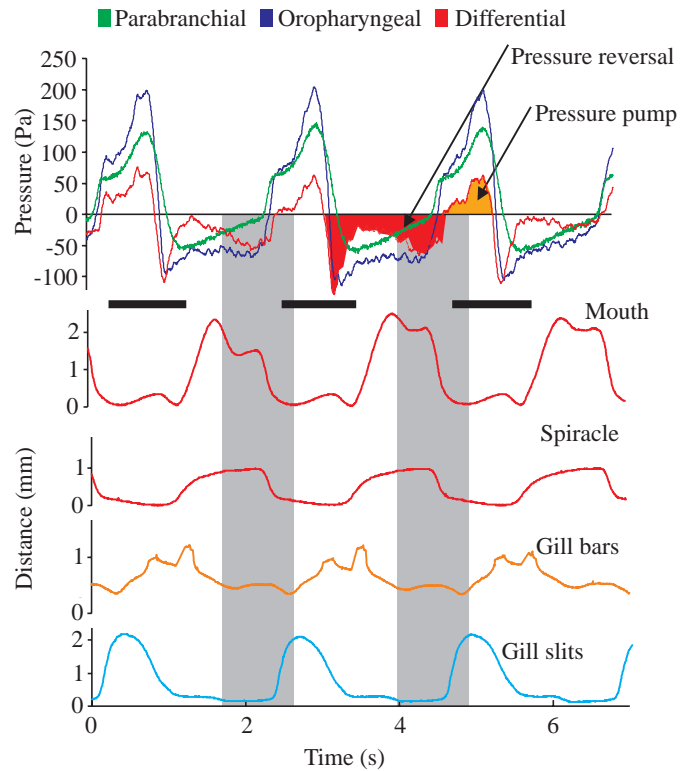 Parabranchial Oropharyngeal Differential
Pressure reversal
Pressure pump
Pressure (Pa)
250
200
150
100
50
0
-50
-100
Mouth
2
1
0
Spiracle
1
0
Distance (mm)
Gill bars
1
0
Gill slits
2
1
0
0 2 4 6
Time (s)